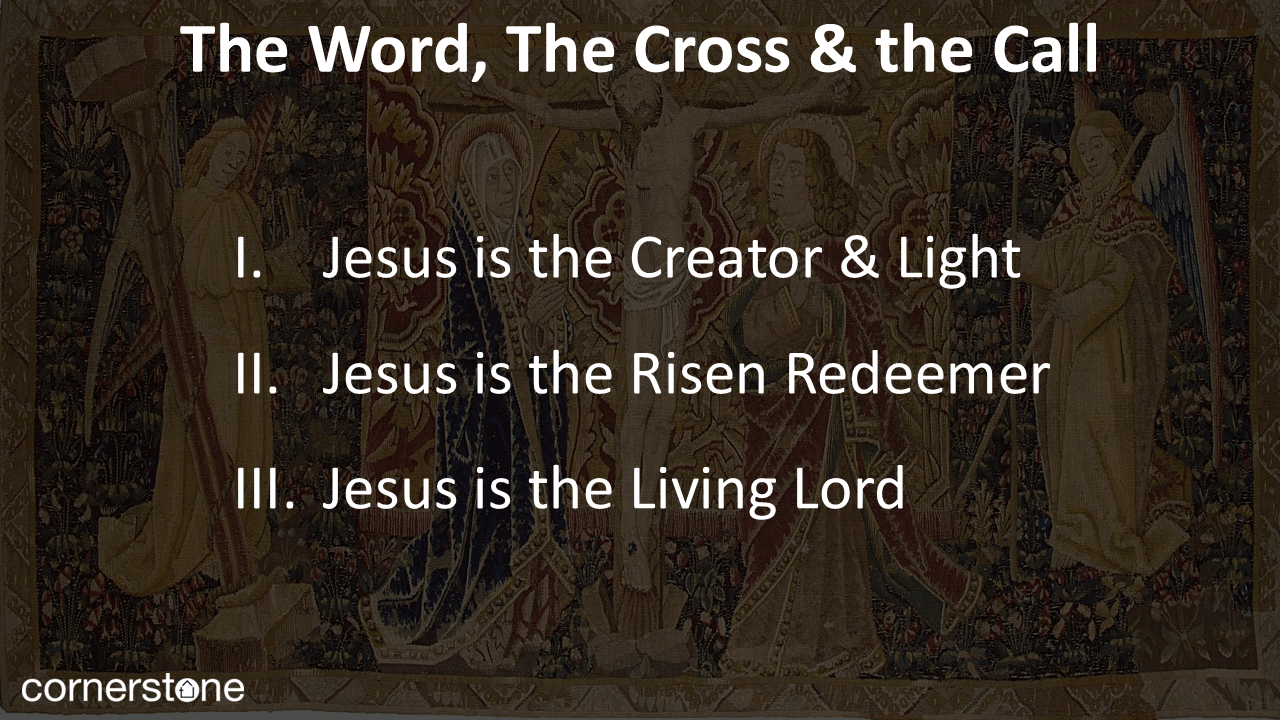 The Word, The Cross & the Call
I. Jesus is the Creator & Light
II. Jesus is the Risen Redeemer
III. Jesus is the Living Lord
cornerstone